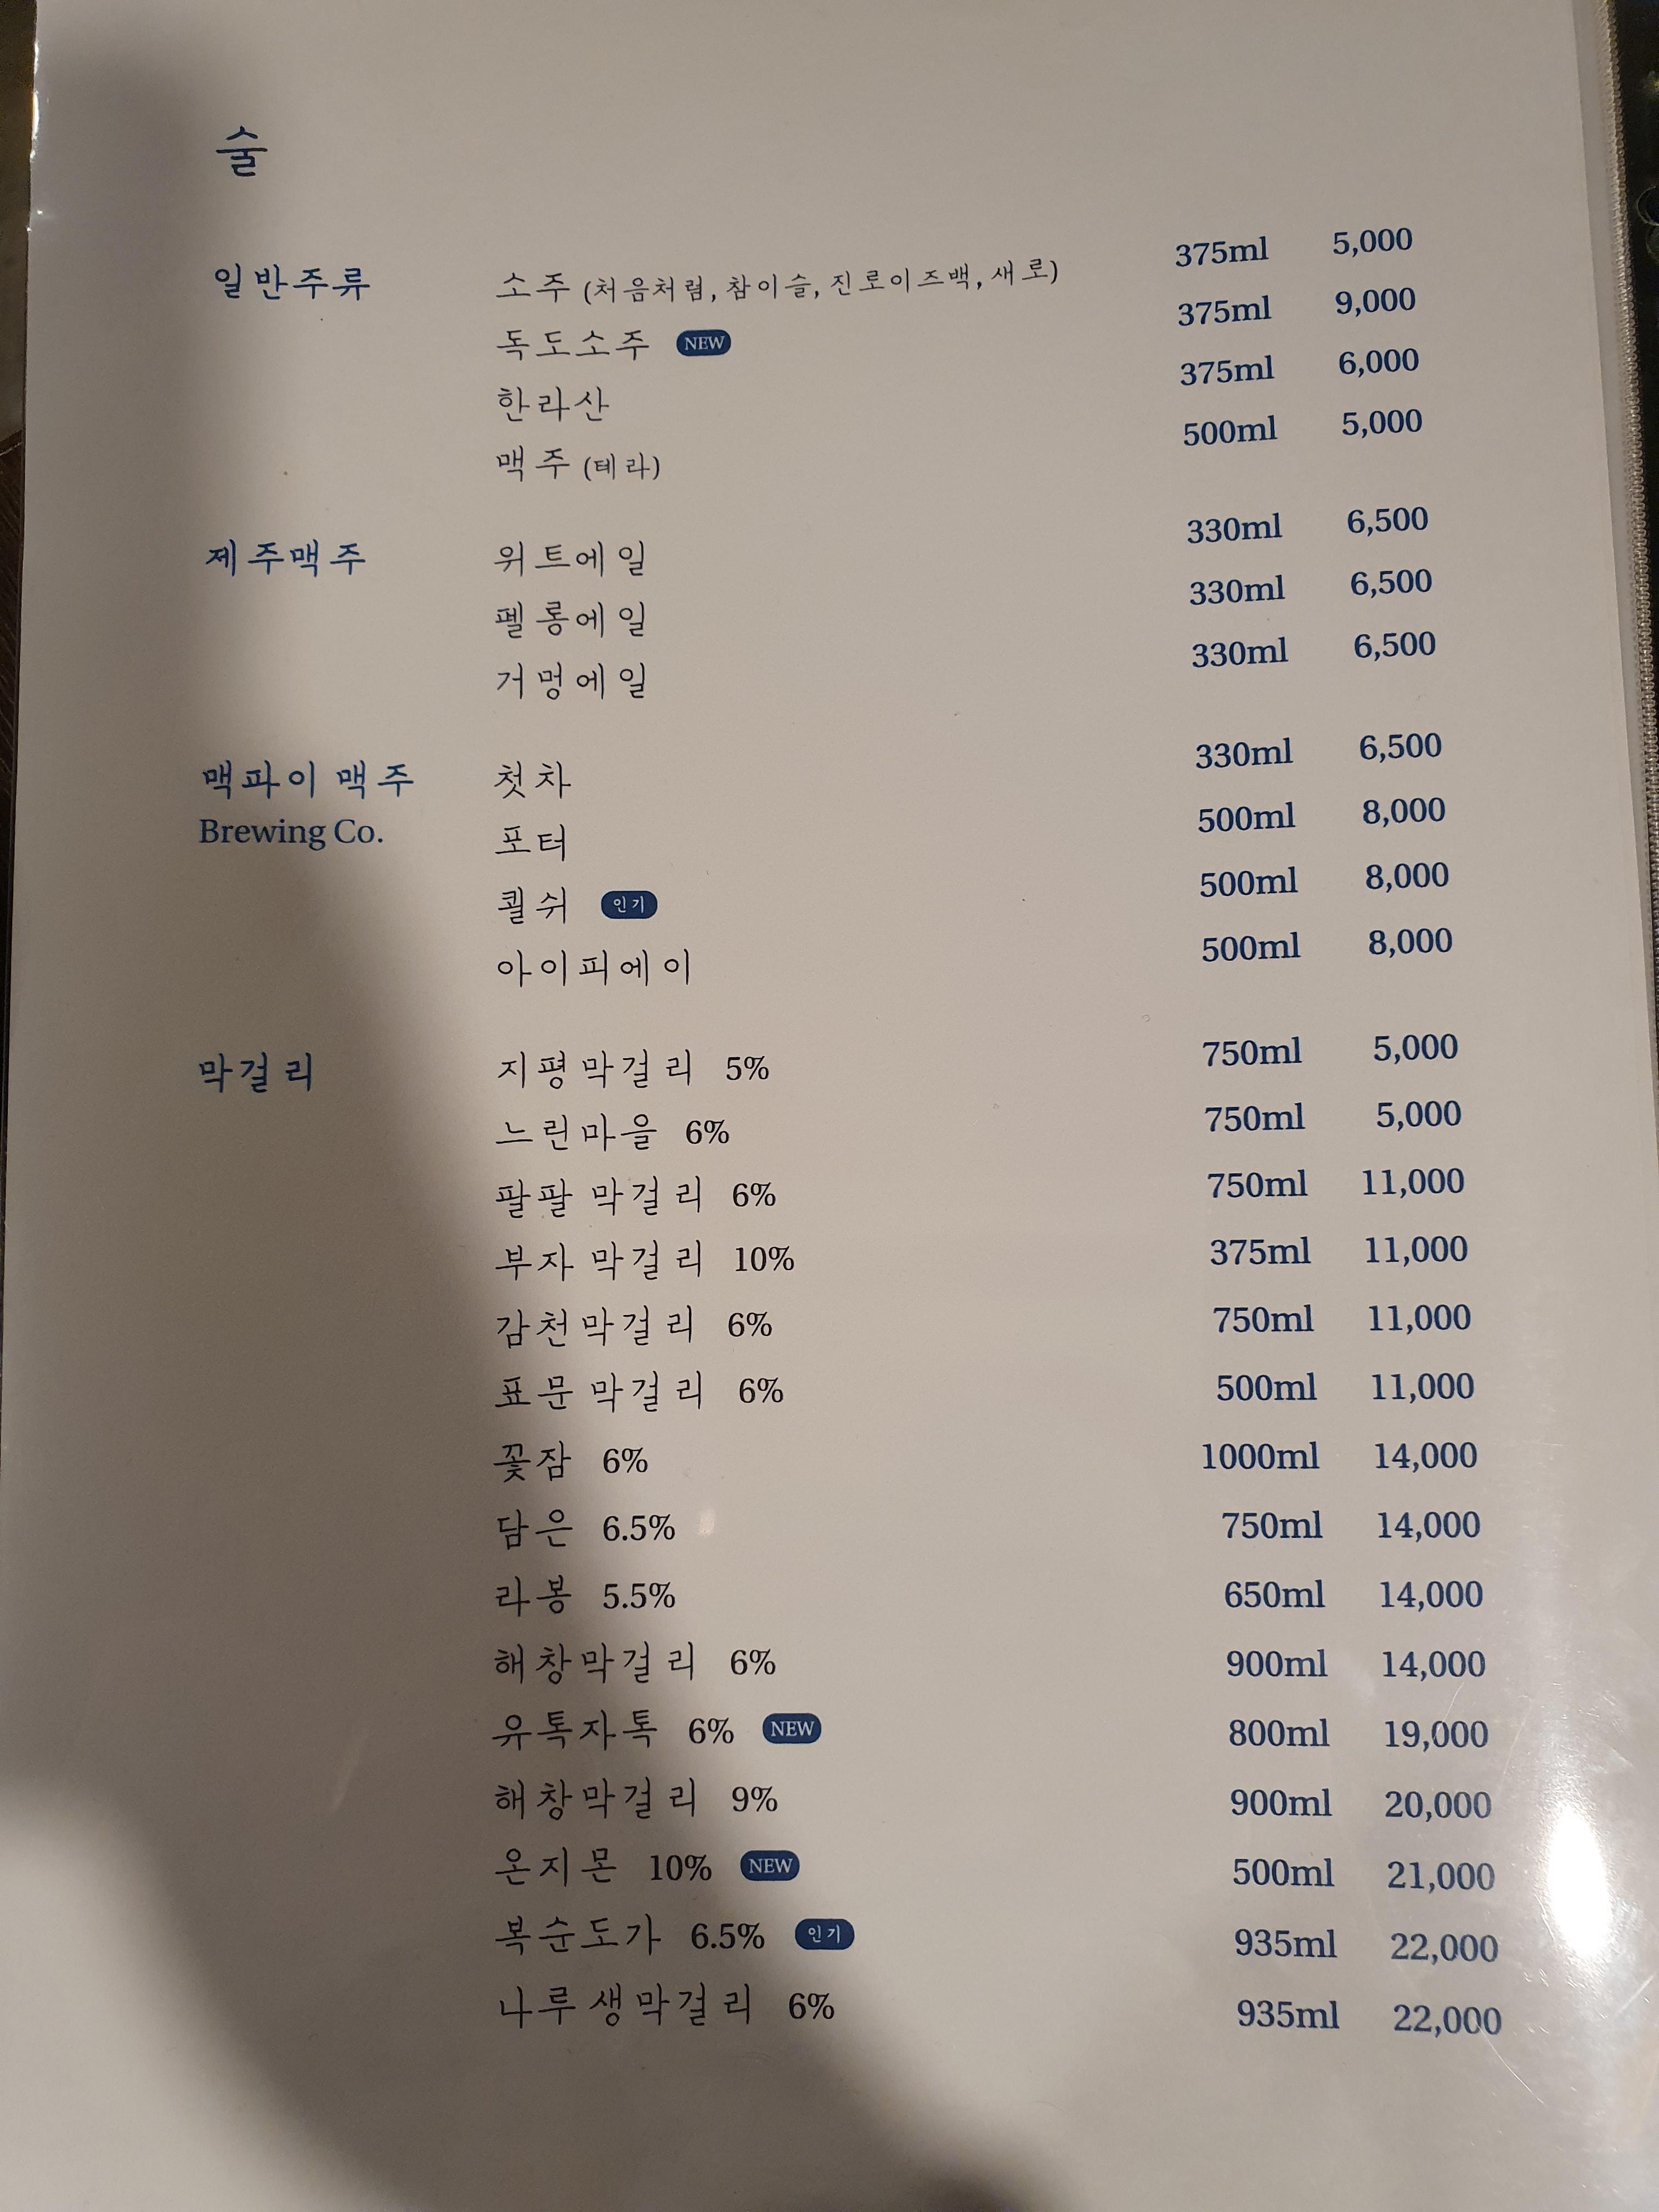 술
일반주류 소주 (처음처럼, 참이슬, 진로이즈백, 새로) 375ml 5,000
독도소주 NEW 375ml 9,000
한라산 375ml 6,000
맥주 (테라) 500ml 5,000
제주맥주 위트에일 330ml 6,500
펠롱에일 330ml 6,500
거멍에일 330ml 6,500
맥파이 맥주 첫차 330ml 6,500
Brewing Co. 포터 500ml 8,000
쾰쉬 인기 500ml 8,000
아이피에이 500ml 8,000
막걸리 지평막걸리 5% 750ml 5,000
느린마을 6% 750ml 5,000
팔팔 막걸리 6% 750ml 11,000
부자 막걸리 10% 375ml 11,000
감천막걸리 6% 750ml 11,000
표문 막걸리 6% 500ml 11,000
꽃잠 6% 1000ml 14,000
담은 6.5% 750ml 14,000
라봉 5.5% 650ml 14,000
해창막걸리 6% 900ml 14,000
유톡자톡 6% NEW 800ml 19,000
해창막걸리 9% 900ml 20,000
온지몬 10% NEW 500ml 21,000
복순도가 6.5% 인기 935ml 22,000
나루 생막걸리 6% 935ml 22,000